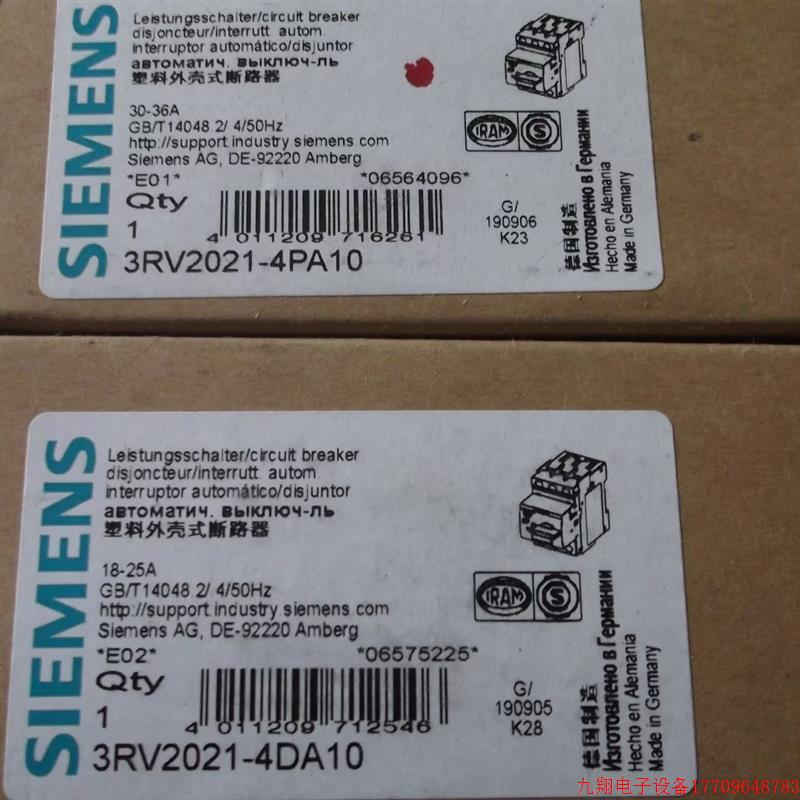 SIEMENS
Leistungsschalter/circuit breaker
disjoncteur/interrutt. autom.
interruptor automático/disjuntor
автоматич. выключ-ль
塑料外壳式断路器
30-36A
GB/T14048.2/ 4/50Hz
http://support.industry.siemens.com
Siemens AG, DE-92220 Amberg
*E01* *06564096*
Qty
1
4 011209 716261
3RV2021-4PA10
IRAM S
G/
190906
K23
德国制造
Изготовлено в Германии
Hecho en Alemania
Made in Germany
SIEMENS
Leistungsschalter/circuit breaker
disjoncteur/interrutt. autom.
interruptor automático/disjuntor
автоматич. выключ-ль
塑料外壳式断路器
18-25A
GB/T14048.2/ 4/50Hz
http://support.industry.siemens.com
Siemens AG, DE-92220 Amberg
*E02* *06575225*
Qty
1
4 011209 712546
3RV2021-4DA10
IRAM S
G/
190905
K28
德国制造
Изготовлено в Германии
Hecho en Alemania
Made in Germany
九翔电子设备17709648783